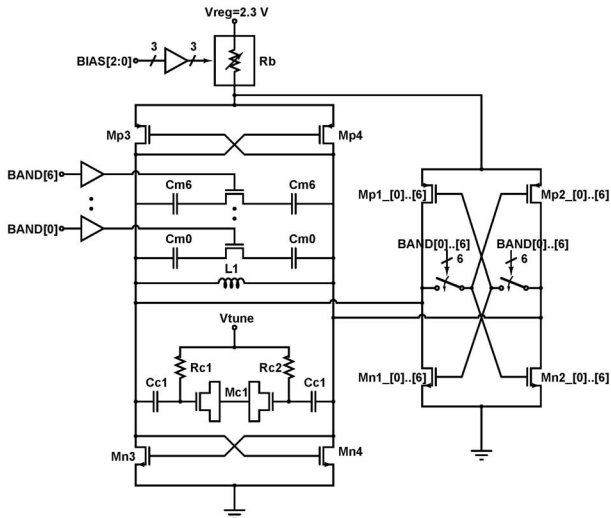 Vreg=2.3 V
3
3
BIAS[2:0]
Rb
Mp3
Mp4
BAND[6]
Cm6
Cm6
Mp1_[0]..[6]
Mp2_[0]..[6]
BAND[0]
Cm0
Cm0
BAND[0]..[6]
BAND[0]..[6]
6
6
L1
Vtune
Rc1
Rc2
Cc1
Mc1
Cc1
Mn1_[0]..[6]
Mn2_[0]..[6]
Mn3
Mn4